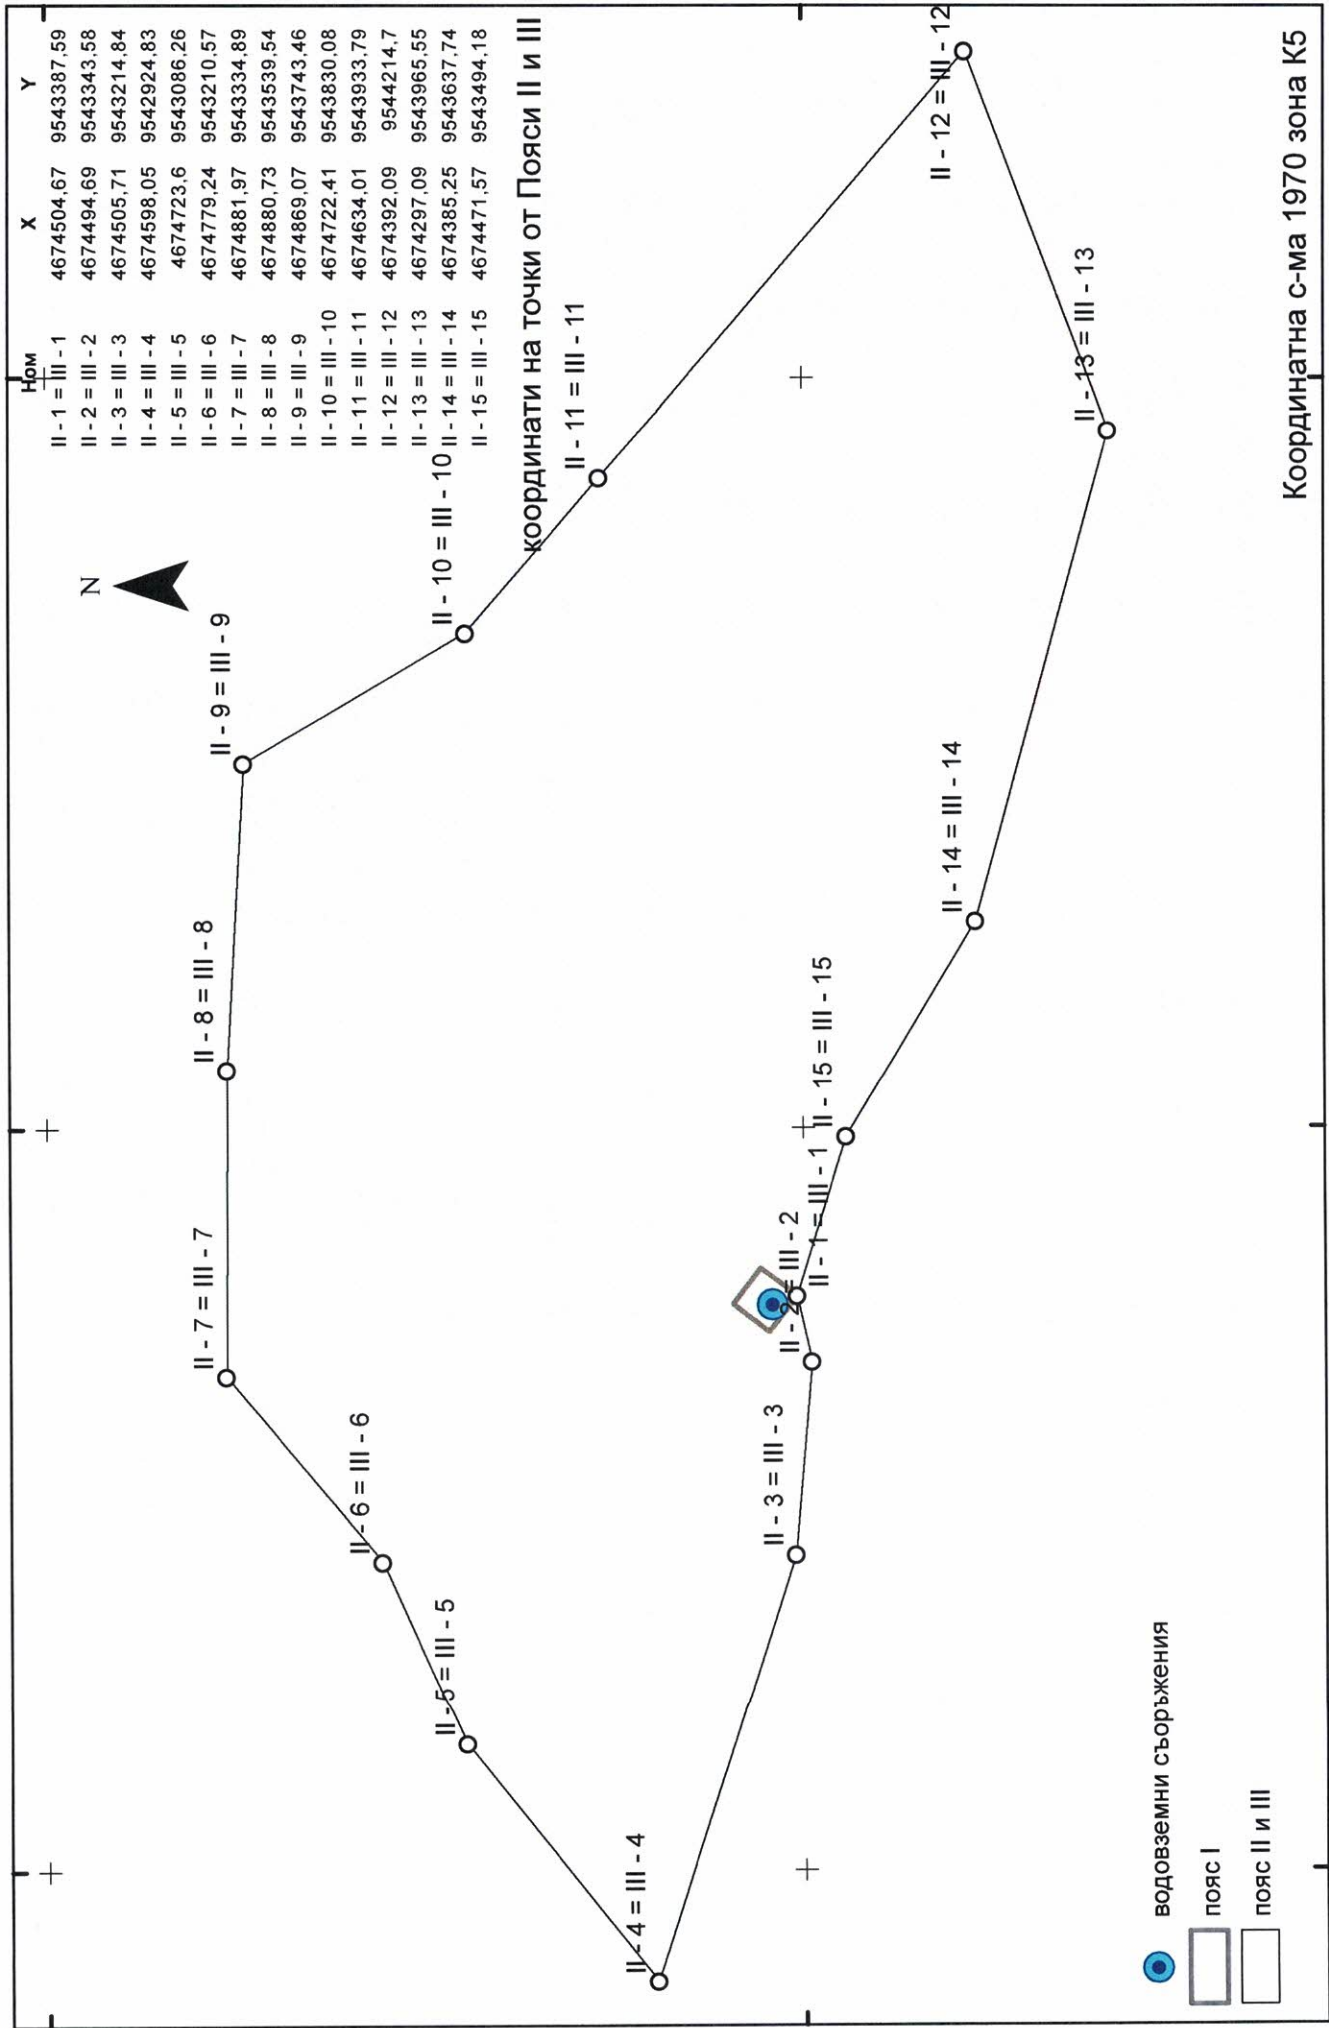 Ном X Y
II - 1 = III - 1 4674504,67 9543387,59
II - 2 = III - 2 4674494,69 9543343,58
II - 3 = III - 3 4674505,71 9543214,84
II - 4 = III - 4 4674598,05 9542924,83
II - 5 = III - 5 4674723,6 9543086,26
II - 6 = III - 6 4674779,24 9543210,57
II - 7 = III - 7 4674881,97 9543334,89
II - 8 = III - 8 4674880,73 9543539,54
II - 9 = III - 9 4674869,07 9543743,46
II - 10 = III - 10 4674722,41 9543830,08
II - 11 = III - 11 4674634,01 9543933,79
II - 12 = III - 12 4674392,09 9544214,7
II - 13 = III - 13 4674297,09 9543965,55
II - 14 = III - 14 4674385,25 9543637,74
II - 15 = III - 15 4674471,57 9543494,18
координати на точки от Пояси II и III
N
II - 7 = III - 7
II - 8 = III - 8
II - 9 = III - 9
II - 6 = III - 6
II - 5 = III - 5
II - 10 = III - 10
II - 11 = III - 11
II - 4 = III - 4
II - 3 = III - 3
II - 2 = III - 2
II - 1 = III - 1
II - 15 = III - 15
II - 14 = III - 14
II - 12 = III - 12
II - 13 = III - 13
водовземни съоръжения
пояс I
пояс II и III
Координатна с-ма 1970 зона К5